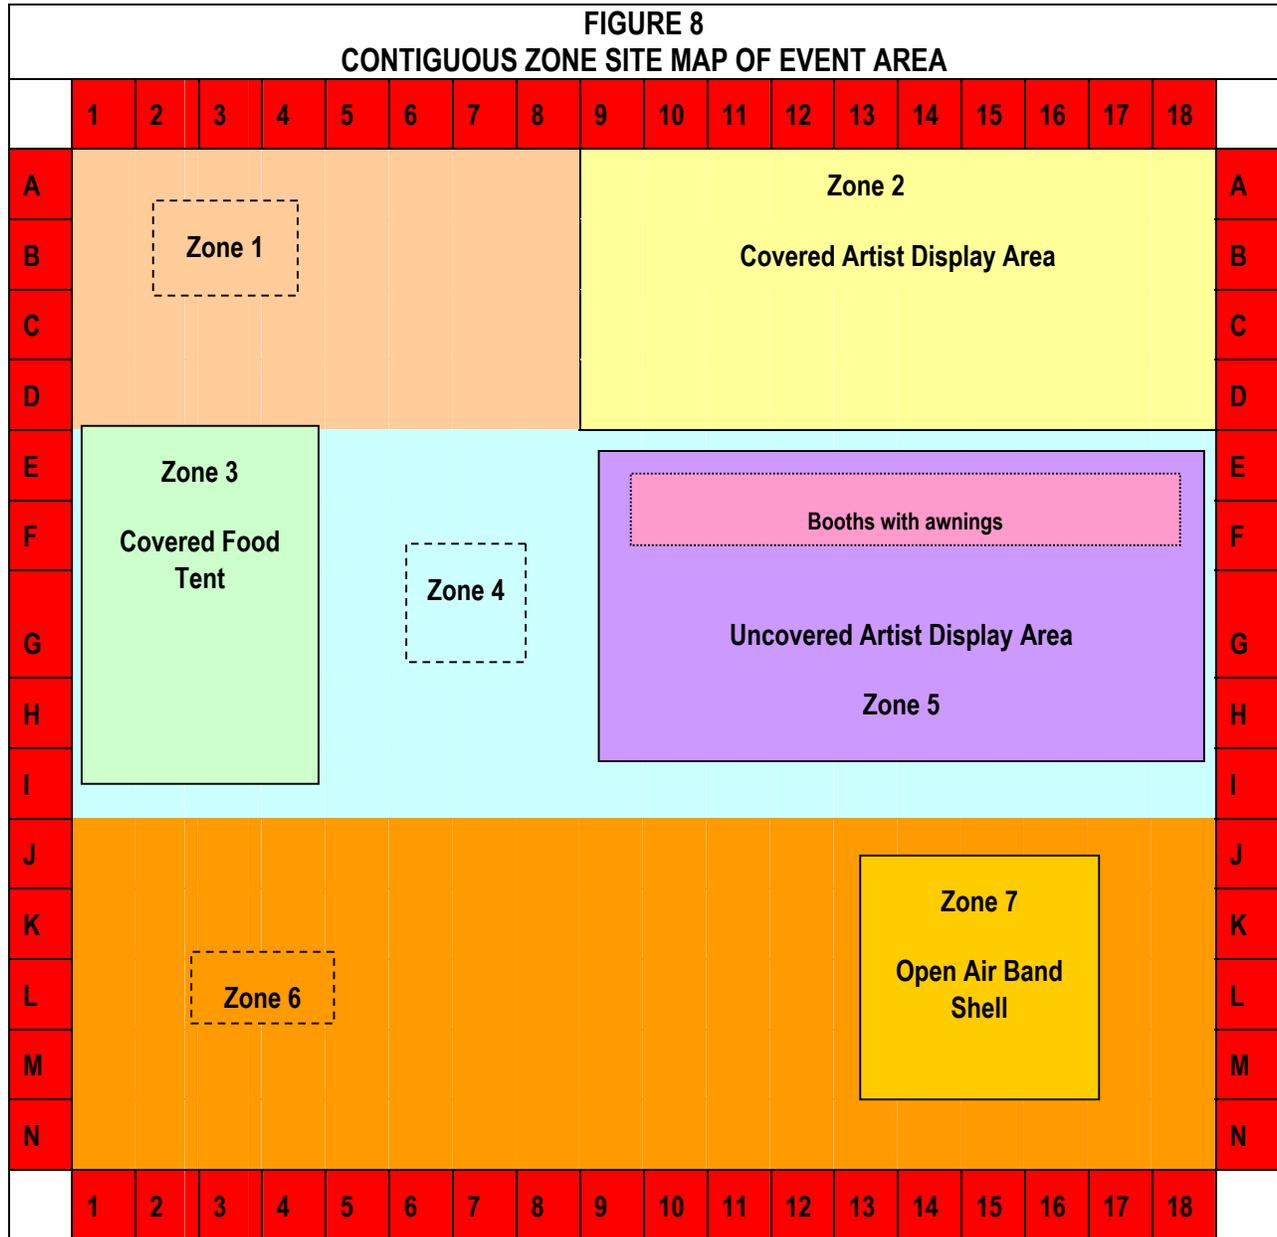 FIGURE 8
CONTIGUOUS ZONE SITE MAP OF EVENT AREA
1 2 3 4 5 6 7 8 9 10 11 12 13 14 15 16 17 18
A Zone 2 A
Zone 1
B Covered Artist Display Area B
C C
D D
E Zone 3 E
Booths with awnings
F Covered Food F
Tent
Zone 4
G Uncovered Artist Display Area G
H Zone 5 H
I I
J J
K Zone 7 K
Open Air Band
L Zone 6 Shell L
M M
N N
1 2 3 4 5 6 7 8 9 10 11 12 13 14 15 16 17 18